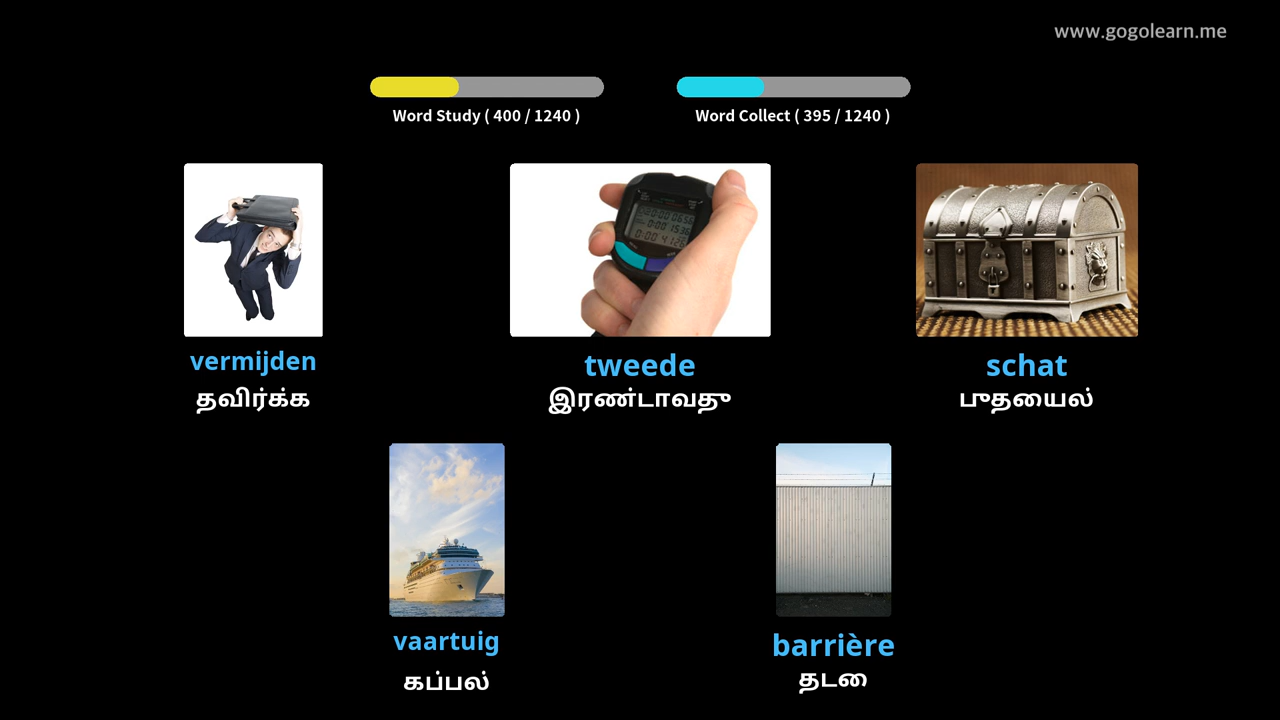 www.gogolearn.me
Word Study ( 400 / 1240 )
Word Collect ( 395 / 1240 )
vermijden
தவிர்க்க
tweede
இரண்டாவது
schat
புதையல்
vaartuig
கப்பல்
barrière
தடை